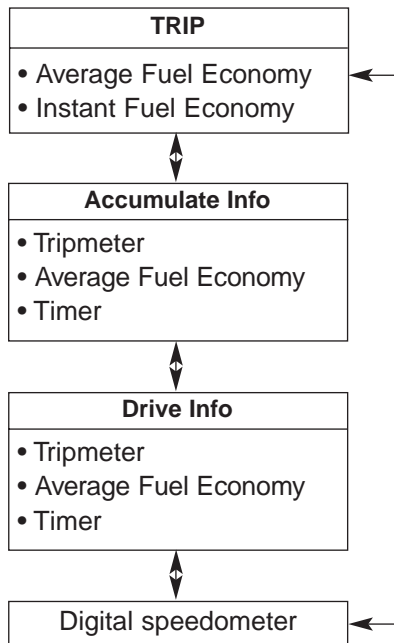 TRIP
• Average Fuel Economy
• Instant Fuel Economy
Accumulate Info
• Tripmeter
• Average Fuel Economy
• Timer
Drive Info
• Tripmeter
• Average Fuel Economy
• Timer
Digital speedometer